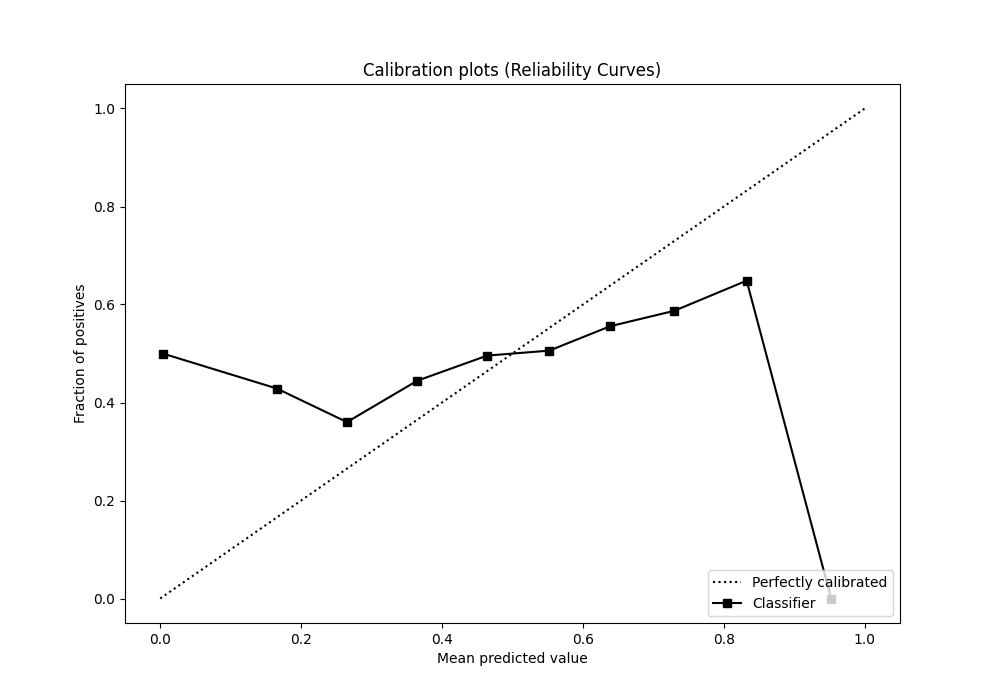 Calibration plots (Reliability Curves)
1.0
0.8
0.6
0.4
0.2
0.0
Fraction of positives
Perfectly calibrated
Classifier
0.0 0.2 0.4 0.6 0.8 1.0
Mean predicted value